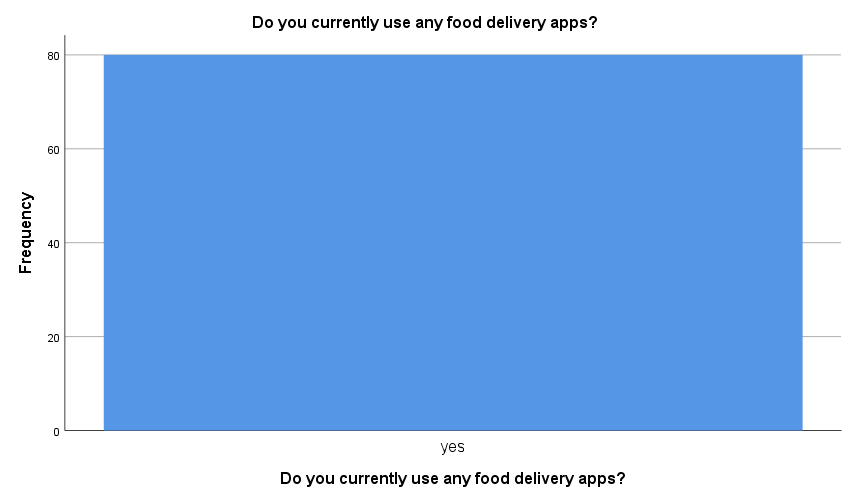 Do you currently use any food delivery apps?
80
60
40
20
0
Frequency
yes
Do you currently use any food delivery apps?